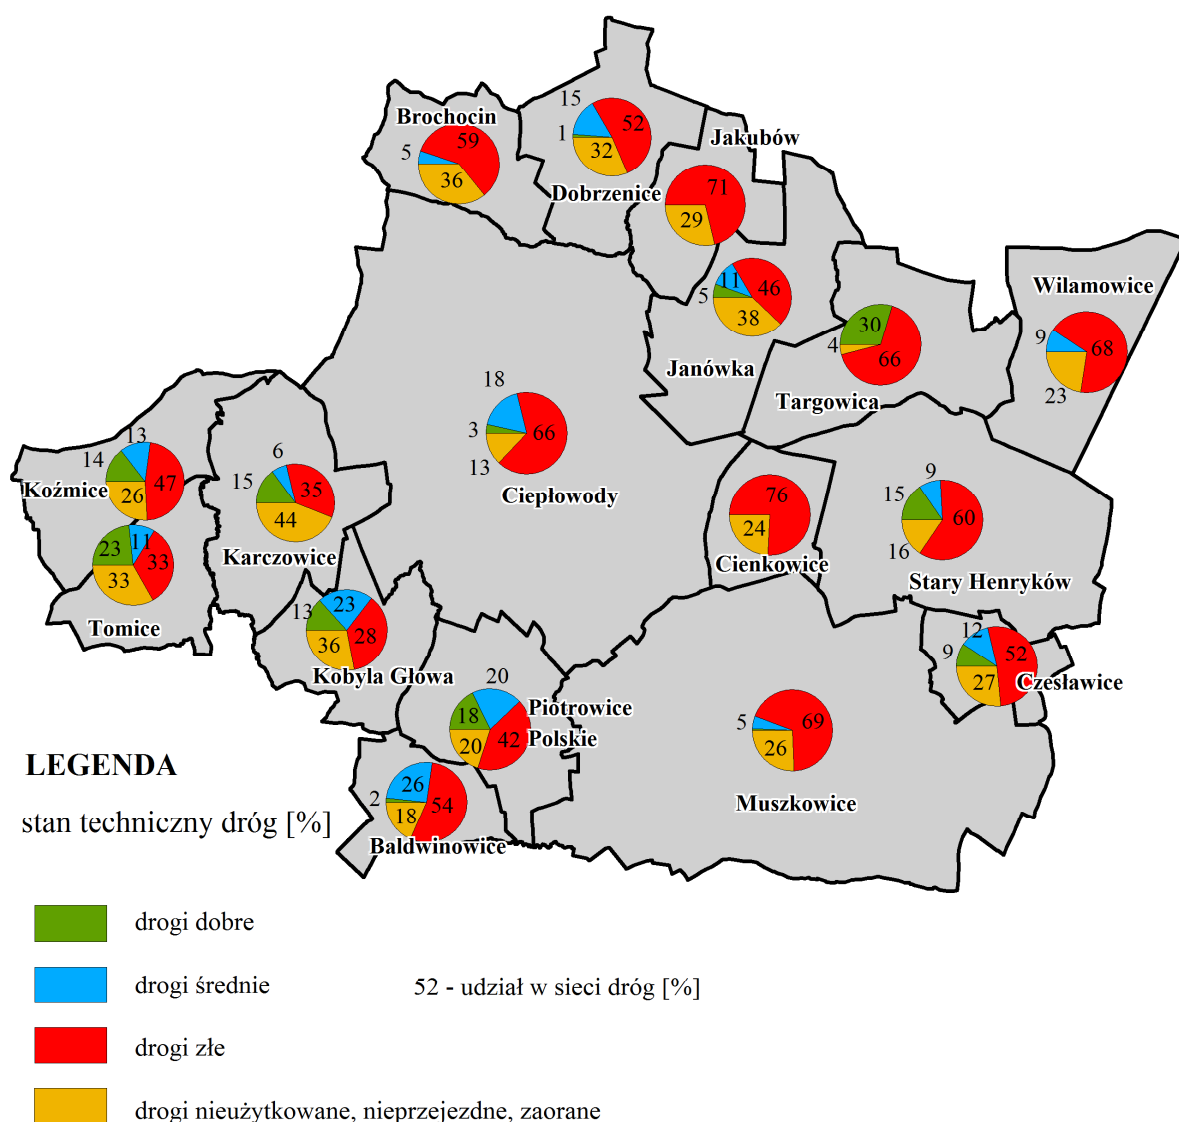 15
Brochocin
59
5
36
1
52
32
Dobrzenice
Jakubów
71
29
11
46
5
38
Janówka
30
4
66
Targowica
Wilamowice
9
68
23
18
3
66
13
Ciepłowody
13
14
Koźmice
47
26
6
15
35
44
Karczowice
23
11
33
33
Tomice
76
24
Cienkowice
9
15
60
16
Stary Henryków
13
23
36
28
Kobyla Głowa
12
9
52
27
Czesławice
20
18
Piotrowice
Polskie
20
42
5
69
26
Muszkowice
26
2
54
18
Baldwinowice
LEGENDA
stan techniczny dróg [%]
drogi dobre
drogi średnie
52 - udział w sieci dróg [%]
drogi złe
drogi nieużytkowane, nieprzejezdne, zaorane